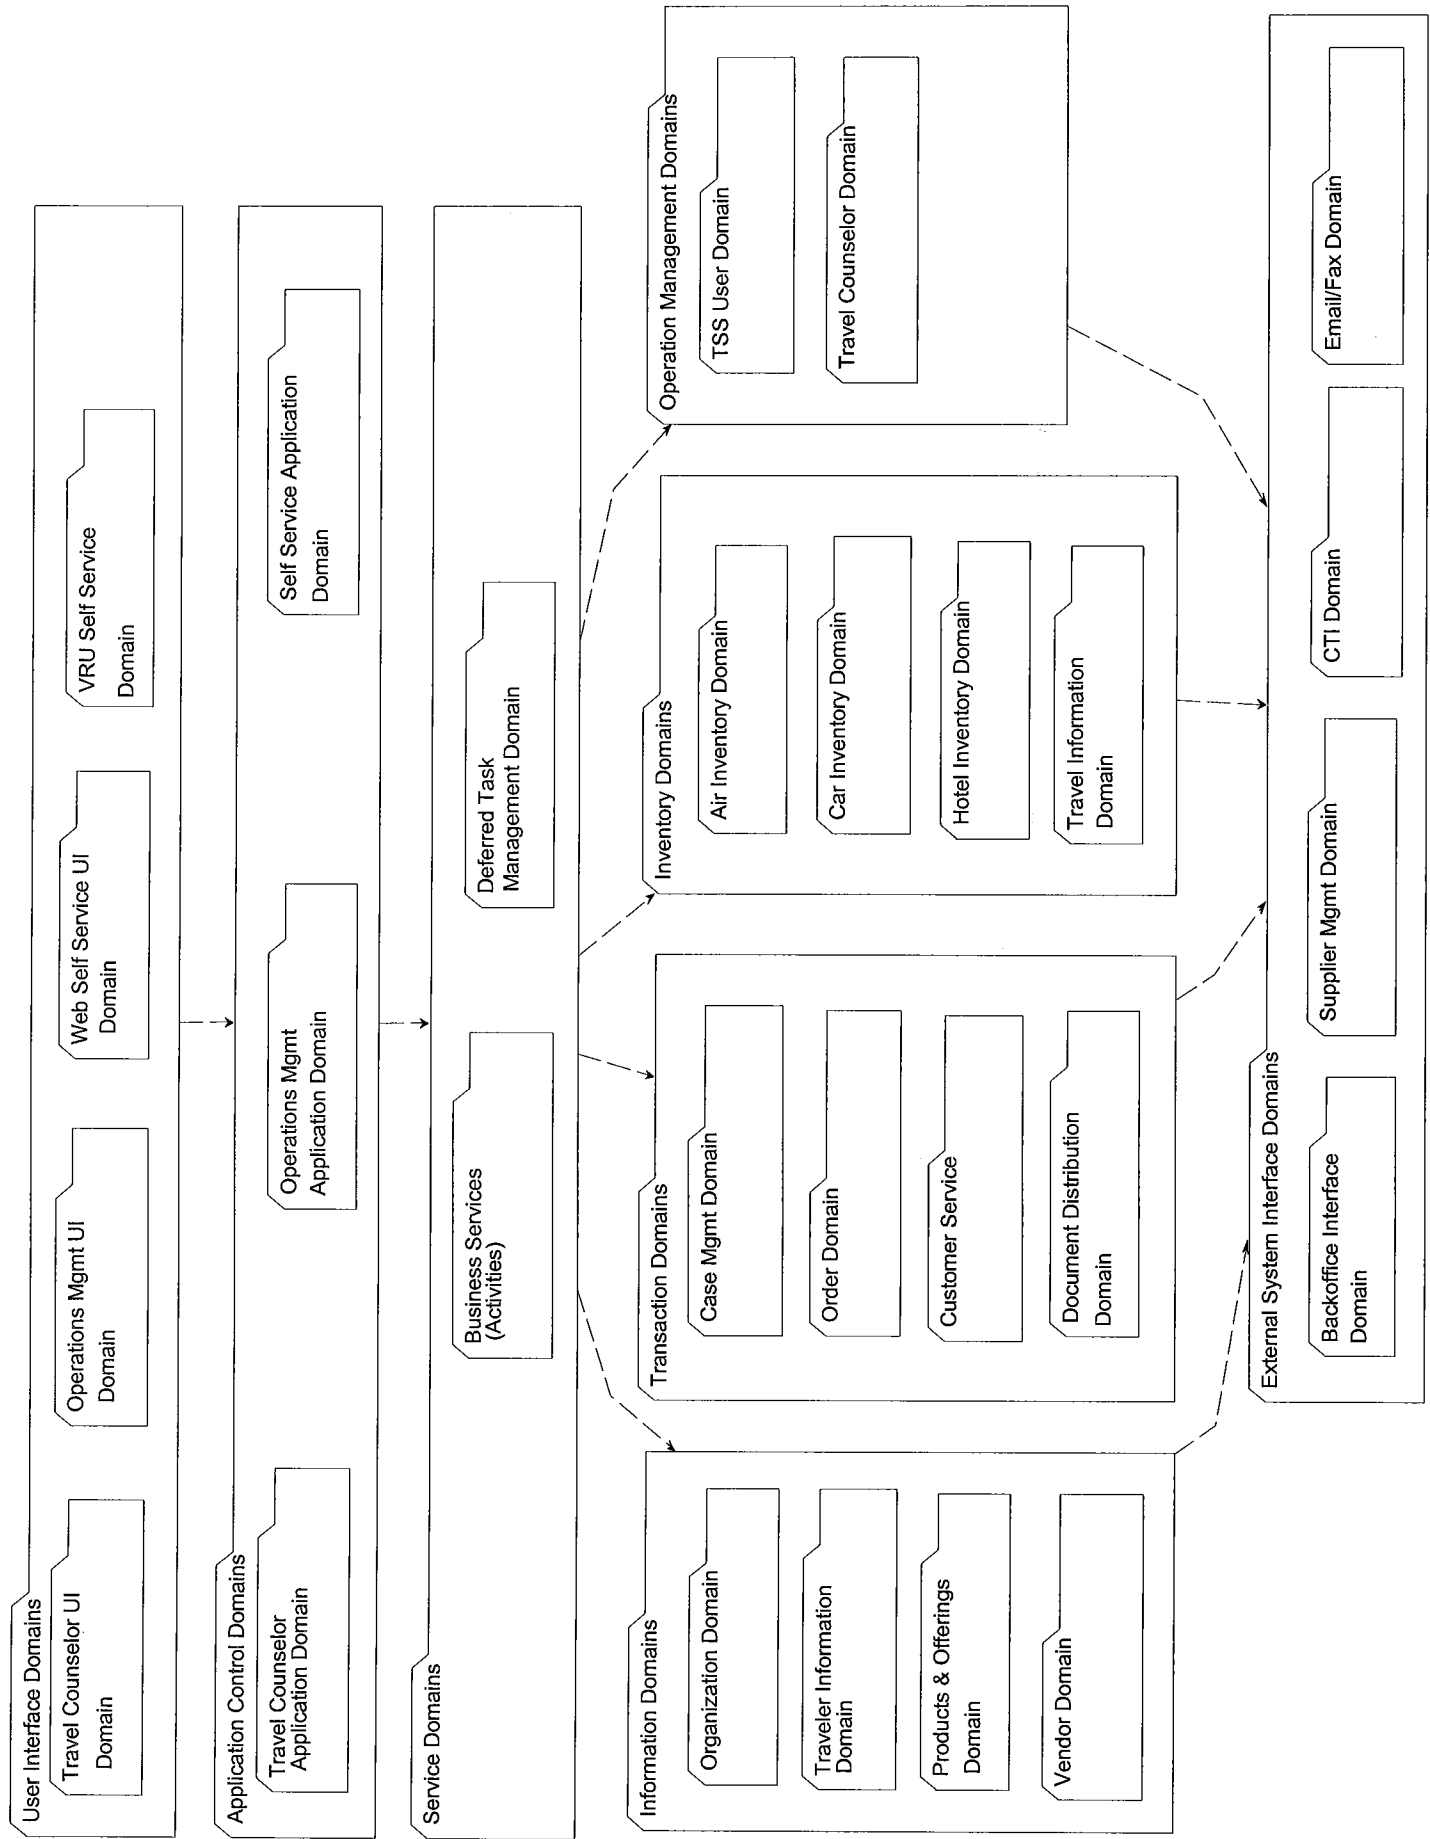 User Interface Domains
Travel Counselor UI
Domain
Operations Mgmt UI
Domain
Web Self Service UI
Domain
VRU Self Service
Domain
Application Control Domains
Travel Counselor
Application Domain
Operations Mgmt
Application Domain
Self Service Application
Domain
Service Domains
Business Services
(Activities)
Deferred Task
Management Domain
Information Domains
Organization Domain
Traveler Information
Domain
Products & Offerings
Domain
Vendor Domain
Transaction Domains
Case Mgmt Domain
Order Domain
Customer Service
Document Distribution
Domain
Inventory Domains
Air Inventory Domain
Car Inventory Domain
Hotel Inventory Domain
Travel Information
Domain
Operation Management Domains
TSS User Domain
Travel Counselor Domain
External System Interface Domains
Backoffice Interface
Domain
Supplier Mgmt Domain
CTI Domain
Email/Fax Domain